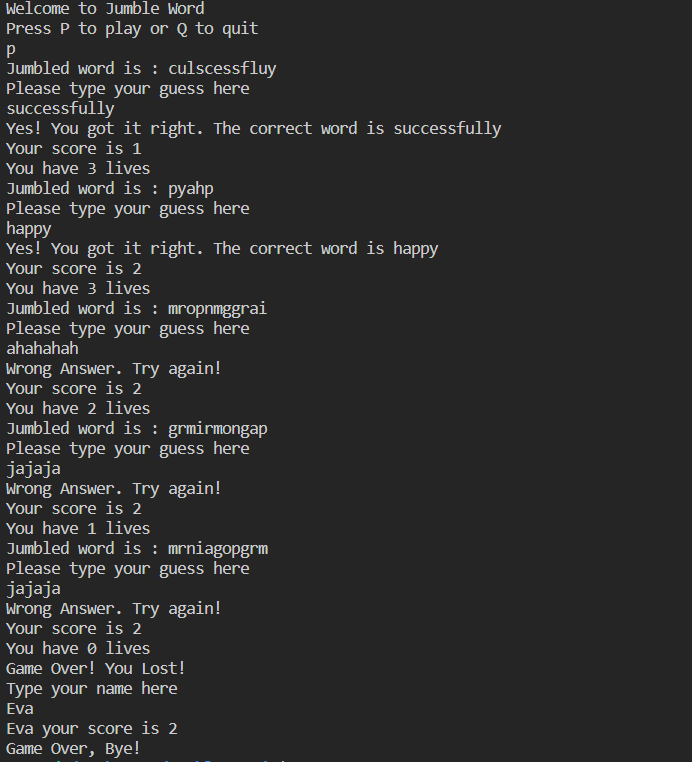 Welcome to Jumble Word
Press P to play or Q to quit
p
Jumbled word is : culscessfluy
Please type your guess here
successfully
Yes! You got it right. The correct word is successfully
Your score is 1
You have 3 lives
Jumbled word is : pyahp
Please type your guess here
happy
Yes! You got it right. The correct word is happy
Your score is 2
You have 3 lives
Jumbled word is : mropnmggrai
Please type your guess here
ahahahah
Wrong Answer. Try again!
Your score is 2
You have 2 lives
Jumbled word is : grmirmongap
Please type your guess here
jajaja
Wrong Answer. Try again!
Your score is 2
You have 1 lives
Jumbled word is : mrniagopgrm
Please type your guess here
jajaja
Wrong Answer. Try again!
Your score is 2
You have 0 lives
Game Over! You Lost!
Type your name here
Eva
Eva your score is 2
Game Over, Bye!